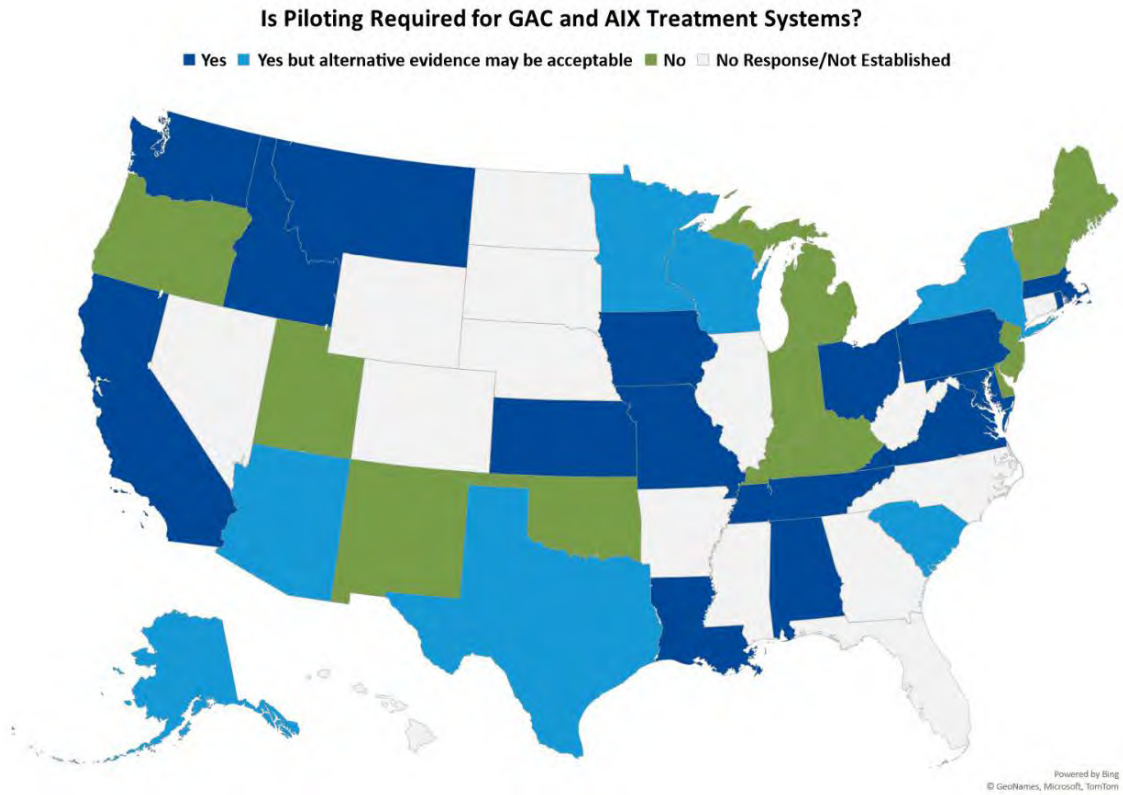 Is Piloting Required for GAC and AIX Treatment Systems?
Yes Yes but alternative evidence may be acceptable No No Response/Not Established
Powered by Bing
© GeoNames, Microsoft, TomTom